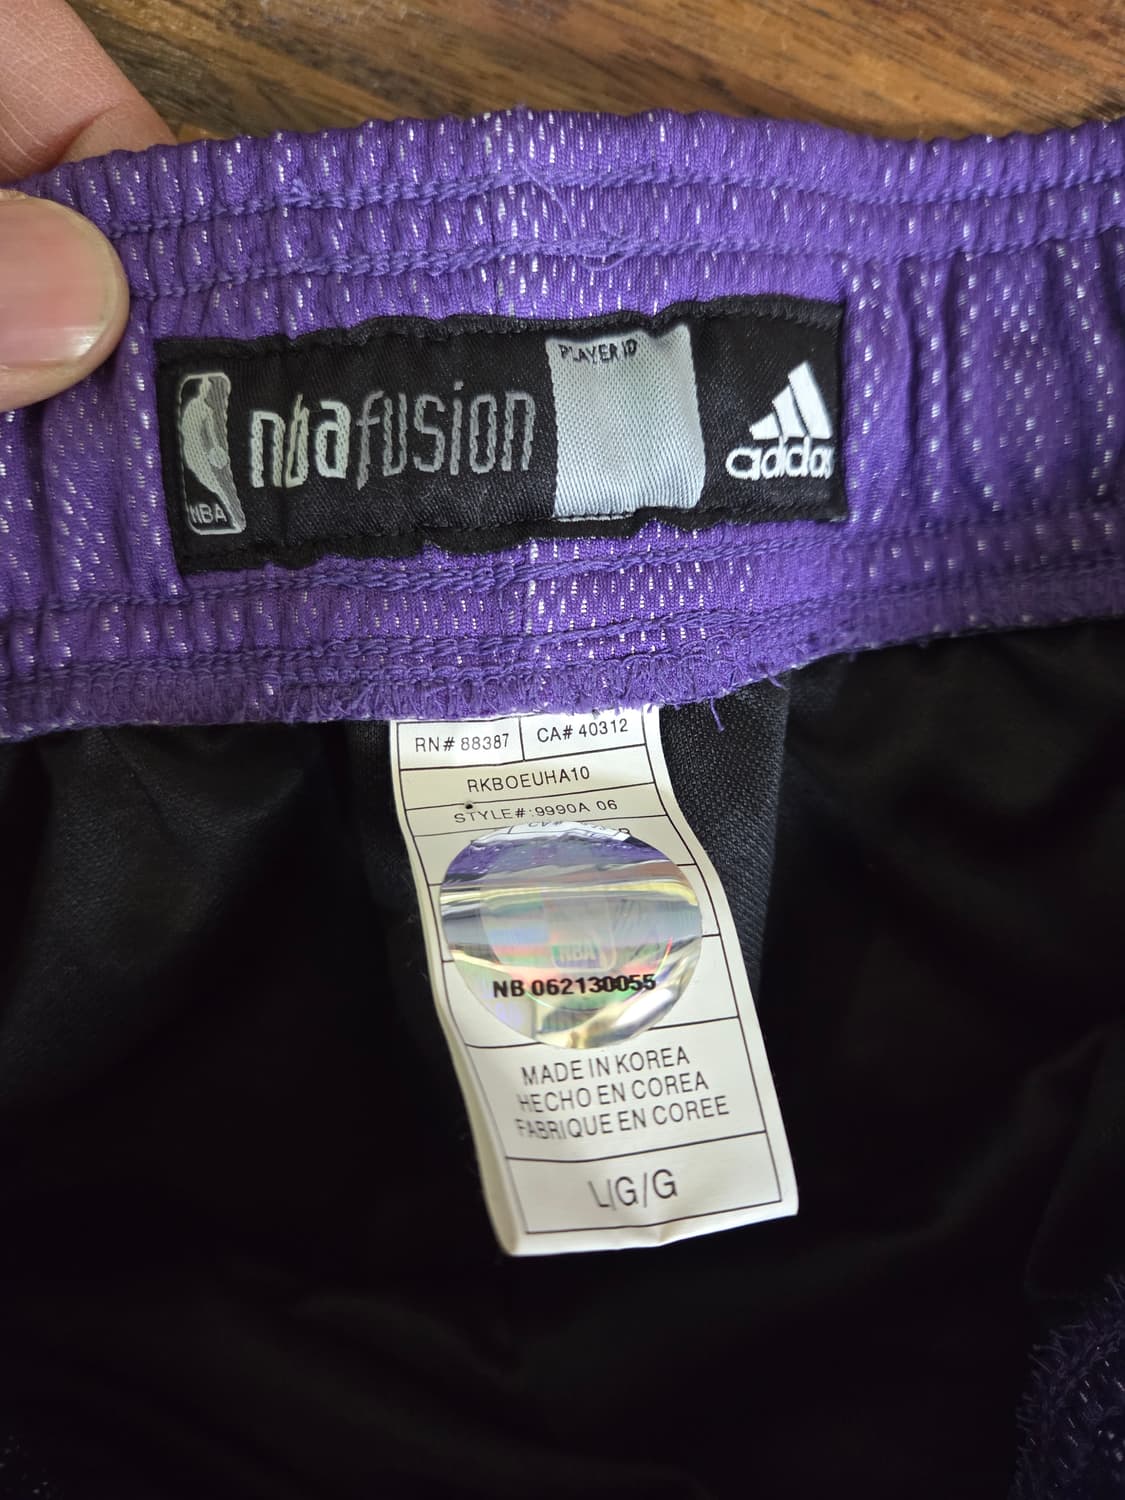 NBA
nbafusion
PLAYER ID
adidas
RN# 88387
CA# 40312
RKBOEUHA10
STYLE#:9990A 06
NBA
NB 062130055
MADE IN KOREA
HECHO EN COREA
FABRIQUE EN COREE
L/G/G